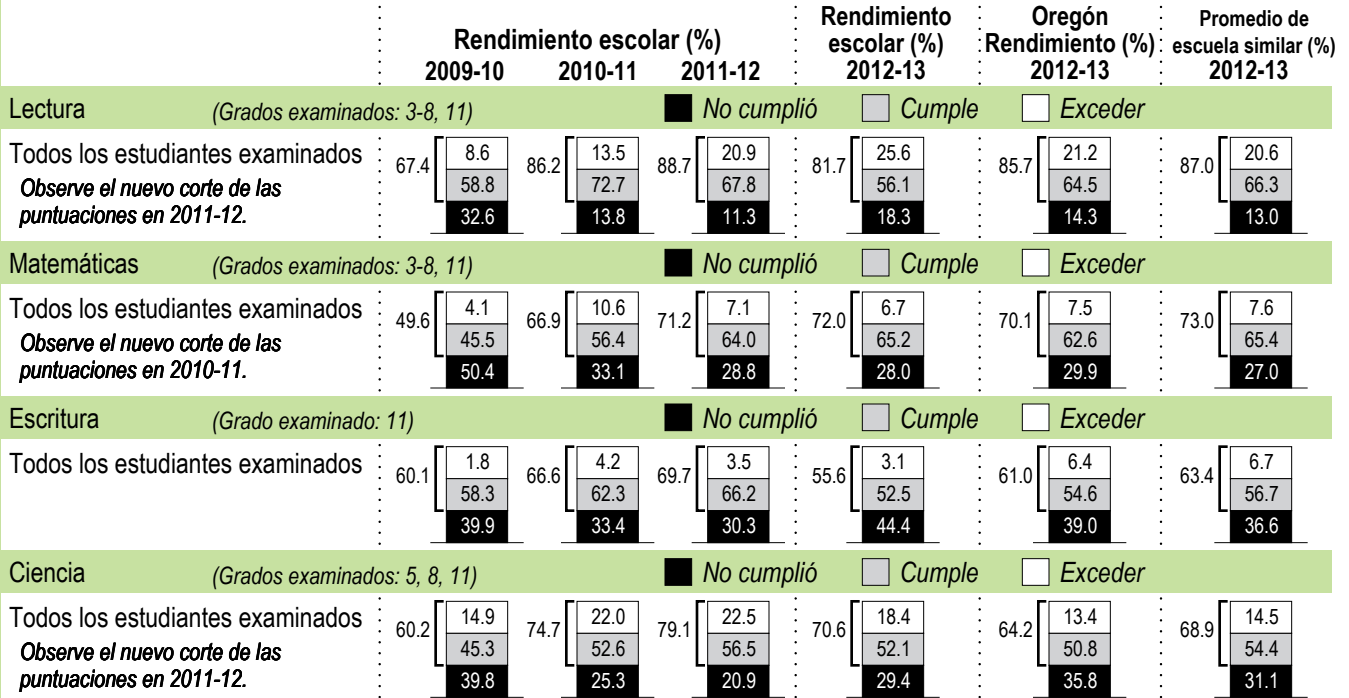 Rendimiento escolar (%)
2009-10 2010-11 2011-12
Rendimiento
escolar (%)
2012-13
Oregón
Rendimiento (%)
2012-13
Promedio de
escuela similar (%)
2012-13
Lectura (Grados examinados: 3-8, 11) No cumplió Cumple Exceder
Todos los estudiantes examinados
Observe el nuevo corte de las
puntuaciones en 2011-12.
67.4 86.2 88.7 81.7 85.7 87.0
8.6 13.5 20.9 25.6 21.2 20.6
58.8 72.7 67.8 56.1 64.5 66.3
32.6 13.8 11.3 18.3 14.3 13.0
Matemáticas (Grados examinados: 3-8, 11) No cumplió Cumple Exceder
Todos los estudiantes examinados
Observe el nuevo corte de las
puntuaciones en 2010-11.
49.6 66.9 71.2 72.0 70.1 73.0
4.1 10.6 7.1 6.7 7.5 7.6
45.5 56.4 64.0 65.2 62.6 65.4
50.4 33.1 28.8 28.0 29.9 27.0
Escritura (Grado examinado: 11) No cumplió Cumple Exceder
Todos los estudiantes examinados
60.1 66.6 69.7 55.6 61.0 63.4
1.8 4.2 3.5 3.1 6.4 6.7
58.3 62.3 66.2 52.5 54.6 56.7
39.9 33.4 30.3 44.4 39.0 36.6
Ciencia (Grados examinados: 5, 8, 11) No cumplió Cumple Exceder
Todos los estudiantes examinados
Observe el nuevo corte de las
puntuaciones en 2011-12.
60.2 74.7 79.1 70.6 64.2 68.9
14.9 22.0 22.5 18.4 13.4 14.5
45.3 52.6 56.5 52.1 50.8 54.4
39.8 25.3 20.9 29.4 35.8 31.1